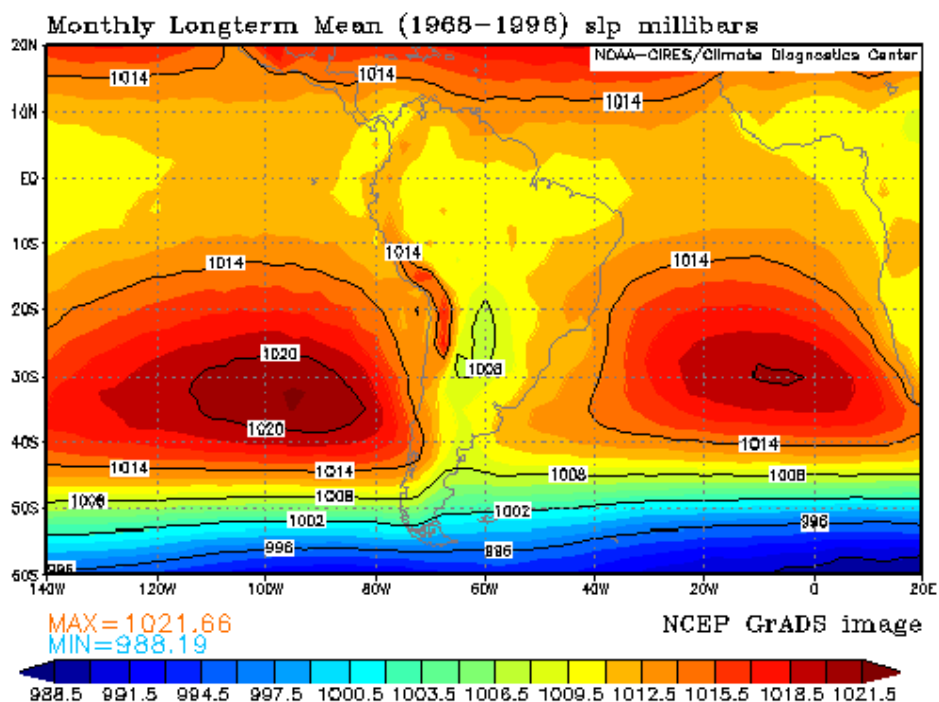 Monthly Longterm Mean (1968−1996) slp millibars
20N
NOAA−CIRES/Climate Diagnostics Center
1014 1014 1014
10N
EQ
10S
1014 1014 1014
20S
1020 1008
30S
1020
40S
1014 1014 1014
1008 1008 1008 1008
50S
1002 1002 996
996 996
996
60S
140W 120W 100W 80W 60W 40W 20W 0 20E
MAX=1021.66
MIN=988.19
NCEP GrADS image
988.5 991.5 994.5 997.5 1000.5 1003.5 1006.5 1009.5 1012.5 1015.5 1018.5 1021.5